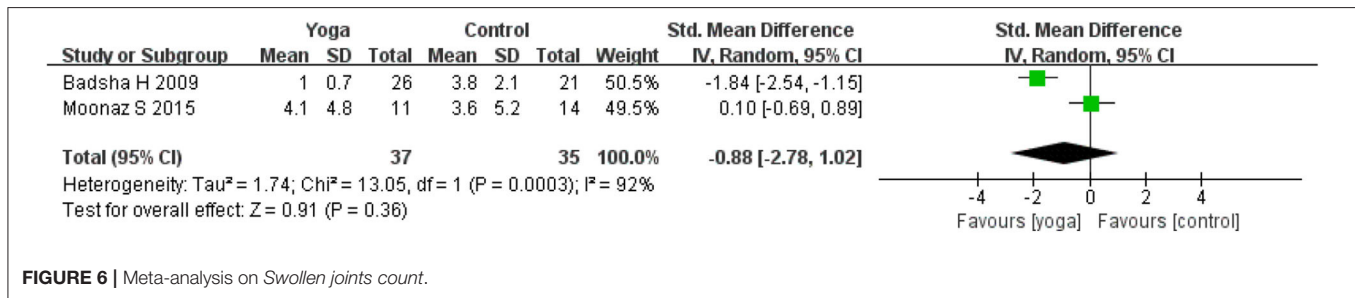 Yoga Control Std. Mean Difference Std. Mean Difference
Study or Subgroup Mean SD Total Mean SD Total Weight IV, Random, 95% CI IV, Random, 95% CI
Badsha H 2009 1 0.7 26 3.8 2.1 21 50.5% -1.84 [-2.54, -1.15]
Moonaz S 2015 4.1 4.8 11 3.6 5.2 14 49.5% 0.10 [-0.69, 0.89]
Total (95% CI) 37 35 100.0% -0.88 [-2.78, 1.02]
Heterogeneity: Tau² = 1.74; Chi² = 13.05, df = 1 (P = 0.0003); I² = 92%
Test for overall effect: Z = 0.91 (P = 0.36)
-4 -2 0 2 4
Favours [yoga] Favours [control]
FIGURE 6 | Meta-analysis on Swollen joints count.